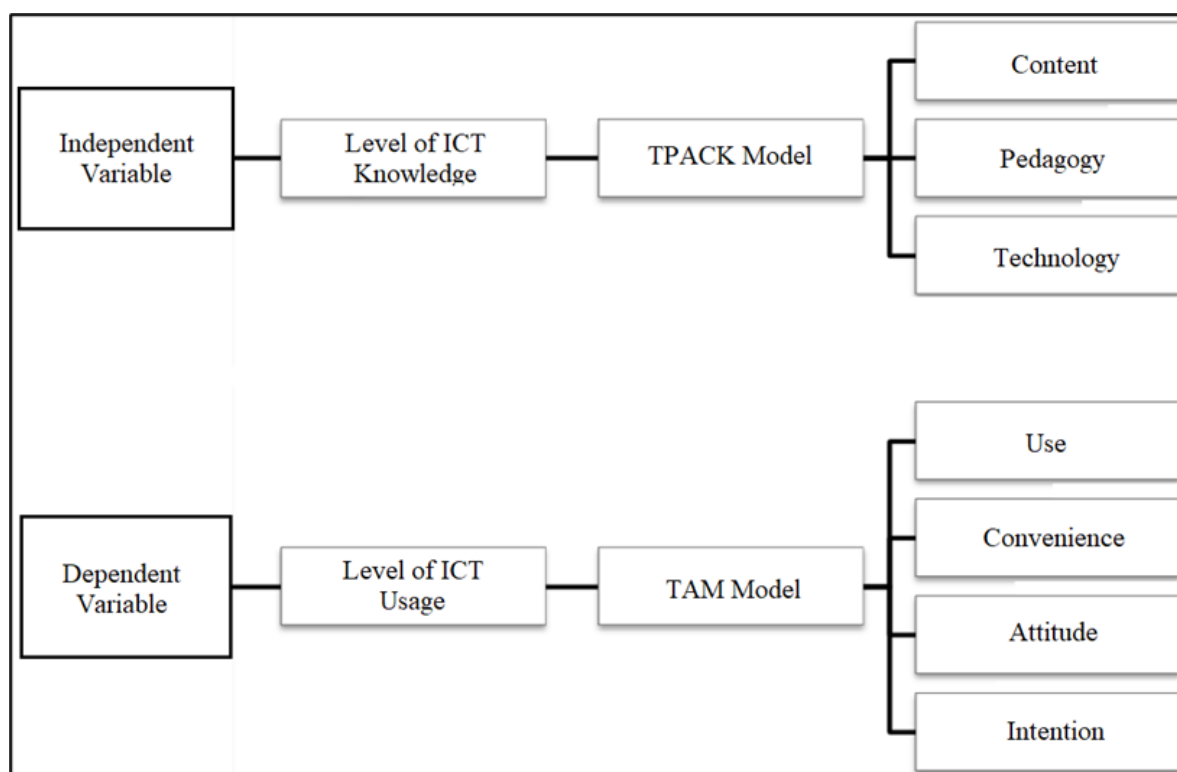 Independent
Variable
Level of ICT
Knowledge
TPACK Model
Content
Pedagogy
Technology
Dependent
Variable
Level of ICT
Usage
TAM Model
Use
Convenience
Attitude
Intention